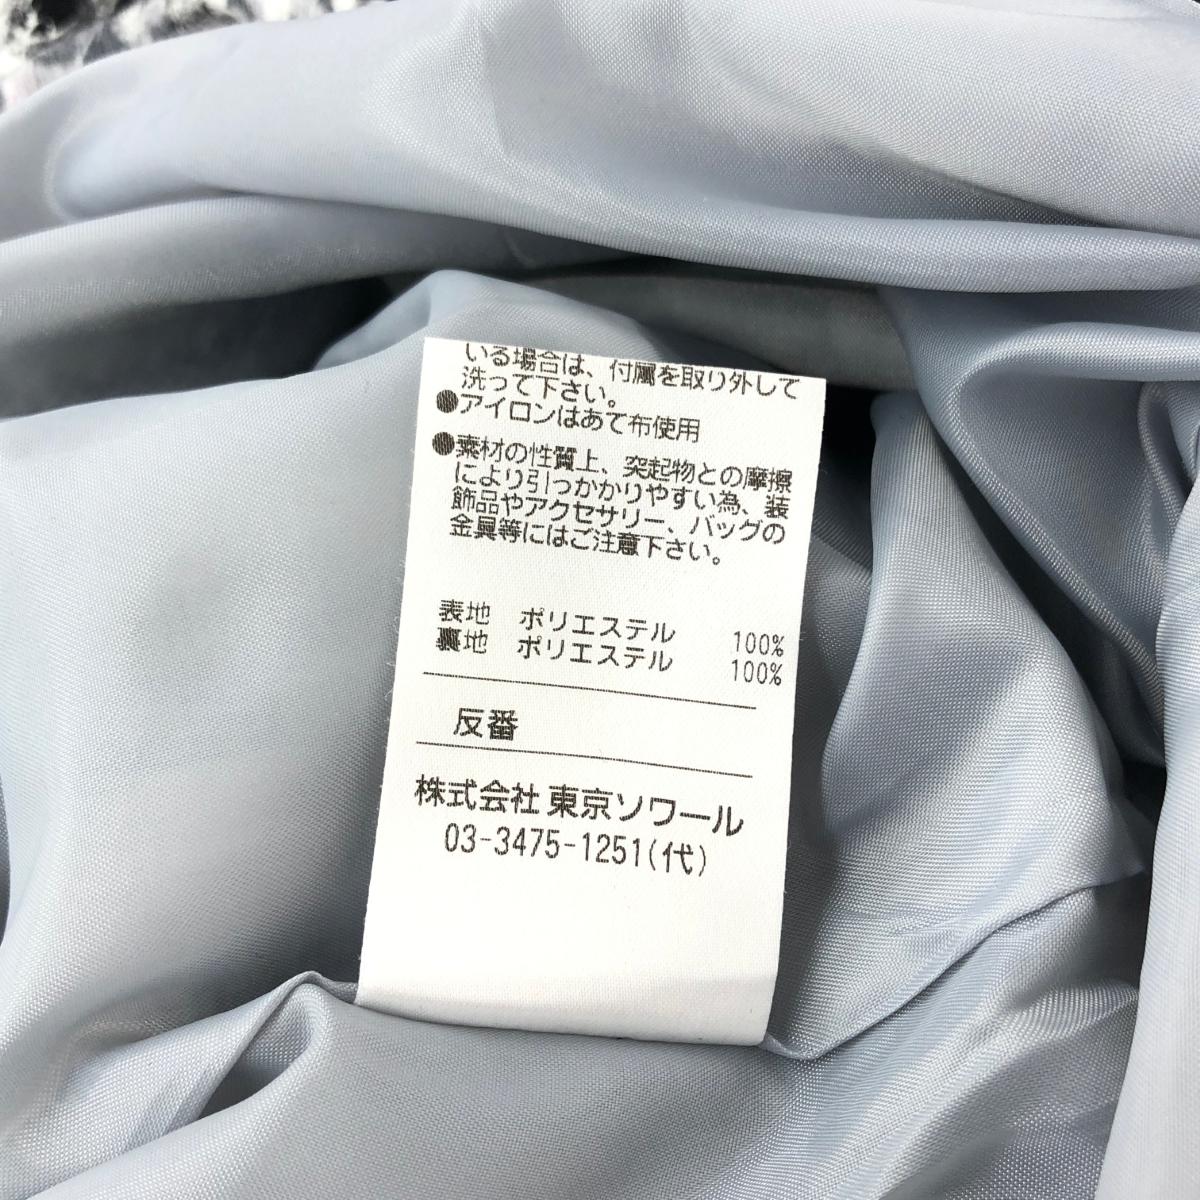 いる場合は、付属を取り外して
洗って下さい。
●アイロンはあて布使用
●素材の性質上、突起物との摩擦
により引っかかりやすい為、装
飾品やアクセサリー、バッグの
金具等にはご注意下さい。
表地 ポリエステル 100%
裏地 ポリエステル 100%
反番
株式会社 東京ソワール
03-3475-1251(代)